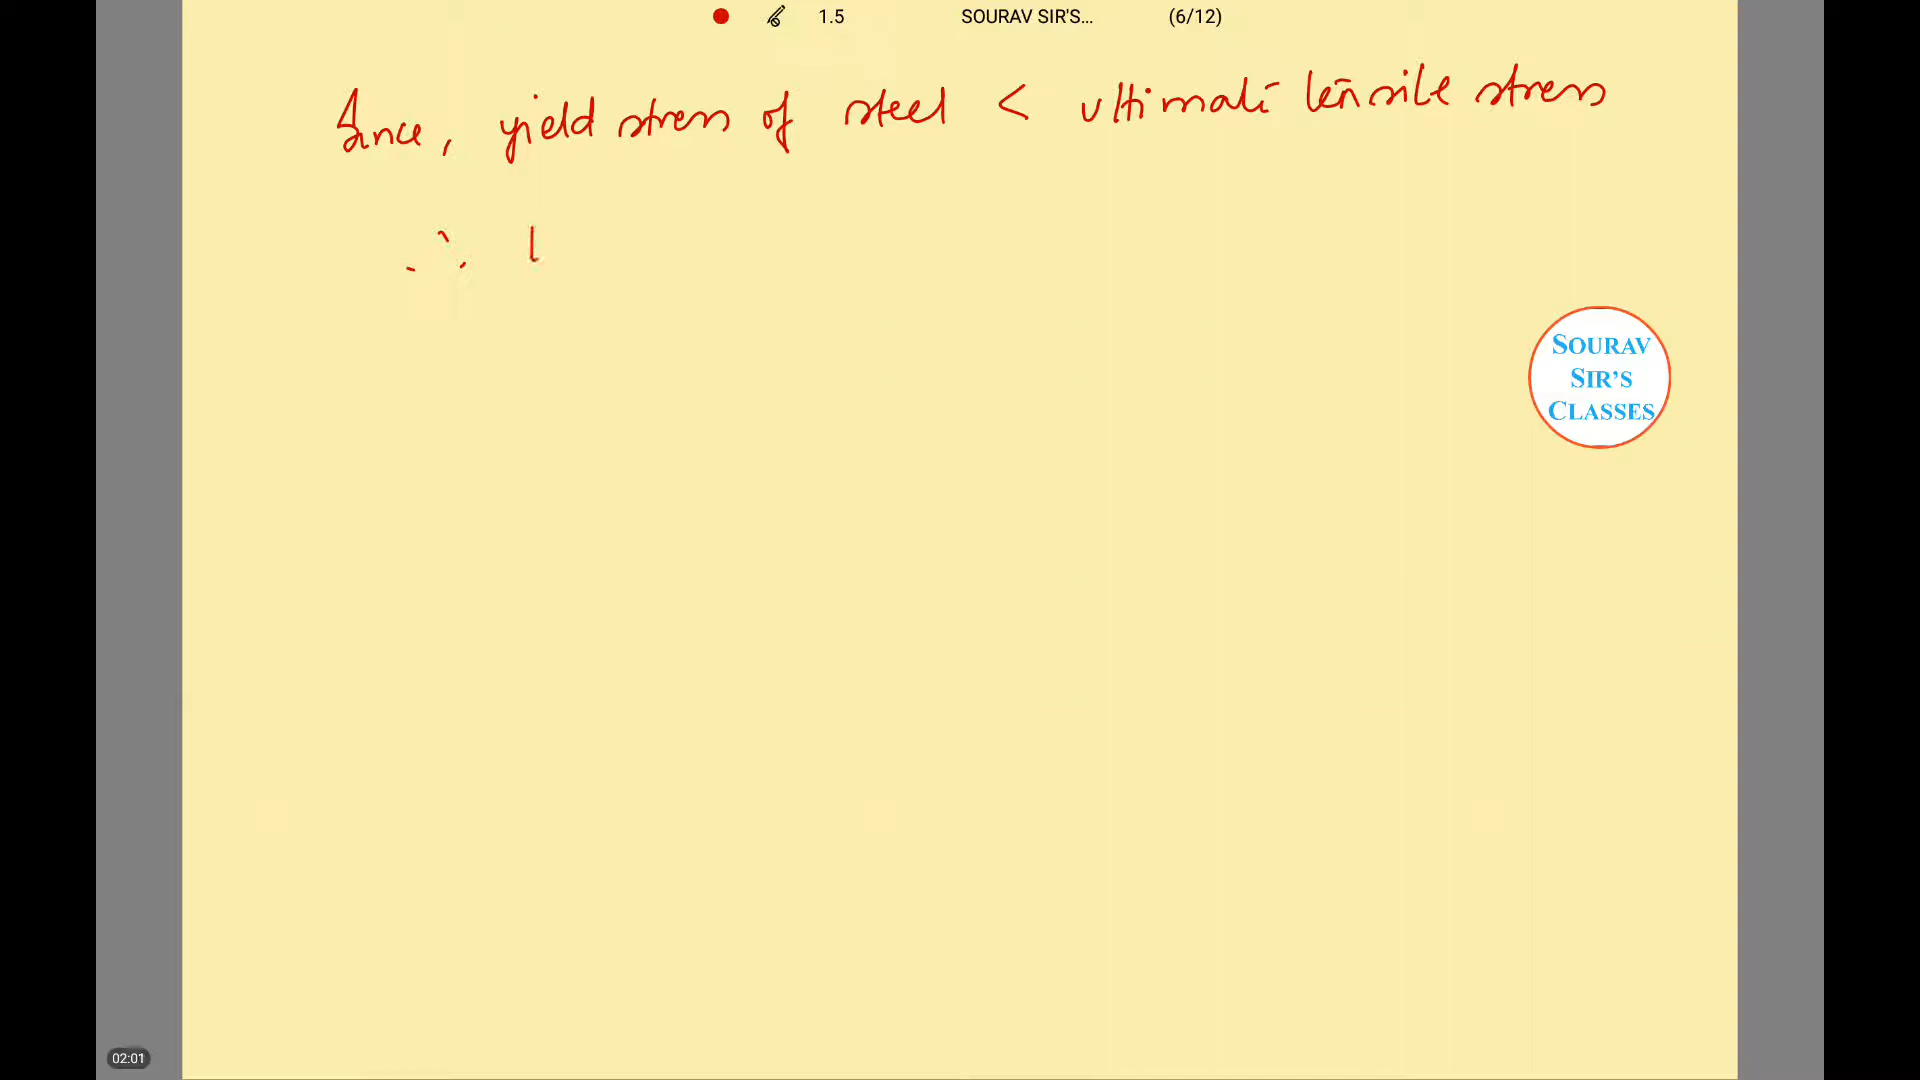 1.5 SOURAV SIR'S... (6/12)
Since, yield stress of steel < ultimate tensile stress
∴
SOURAV
SIR'S
CLASSES
02:01